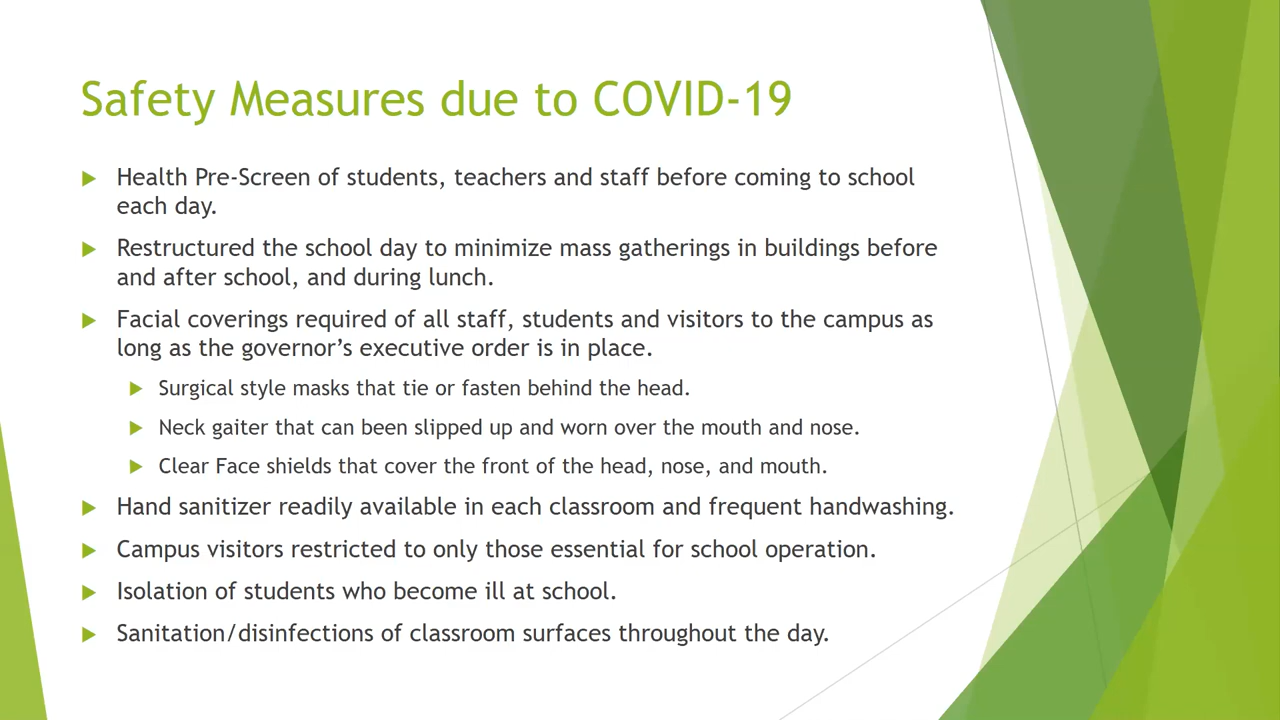 Safety Measures due to COVID-19
Health Pre-Screen of students, teachers and staff before coming to school
each day.
Restructured the school day to minimize mass gatherings in buildings before
and after school, and during lunch.
Facial coverings required of all staff, students and visitors to the campus as
long as the governor’s executive order is in place.
Surgical style masks that tie or fasten behind the head.
Neck gaiter that can been slipped up and worn over the mouth and nose.
Clear Face shields that cover the front of the head, nose, and mouth.
Hand sanitizer readily available in each classroom and frequent handwashing.
Campus visitors restricted to only those essential for school operation.
Isolation of students who become ill at school.
Sanitation/disinfections of classroom surfaces throughout the day.